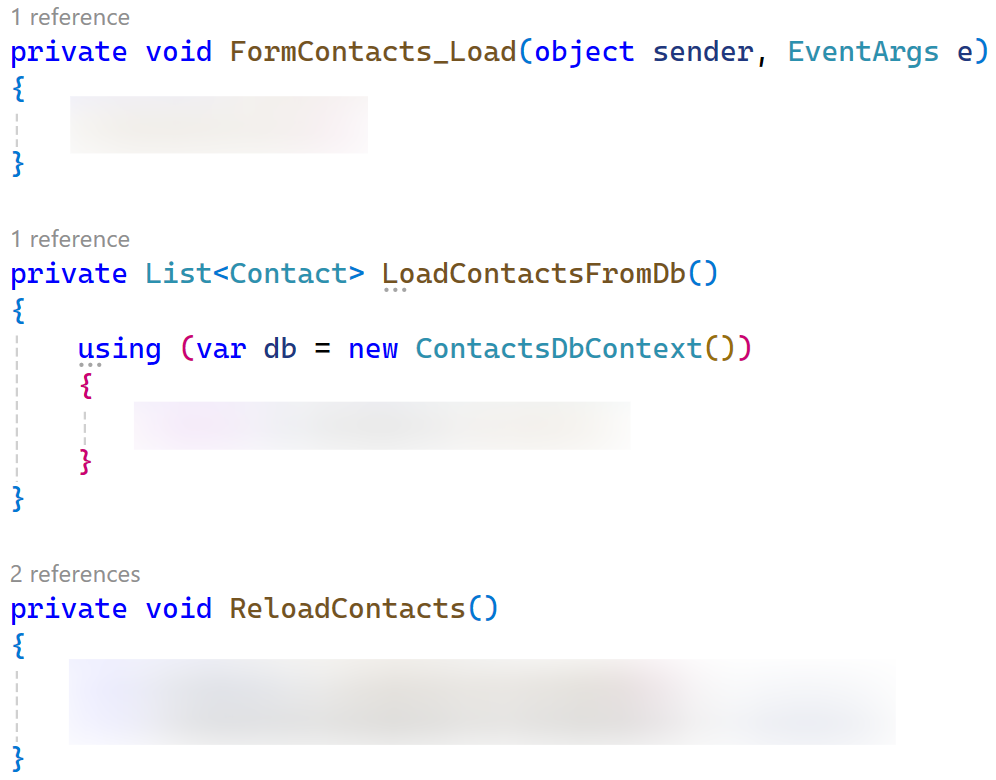 1 reference
private void FormContacts_Load(object sender, EventArgs e)
{
}
1 reference
private List<Contact> LoadContactsFromDb()
{
using (var db = new ContactsDbContext())
{
}
}
2 references
private void ReloadContacts()
{
}